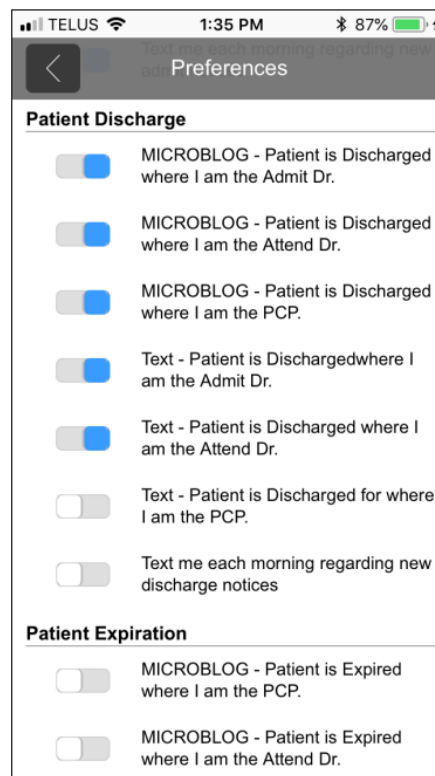 TELUS 1:35 PM 87%
Text me each morning regarding new
Preferences
Patient Discharge
MICROBLOG - Patient is Discharged
where I am the Admit Dr.
MICROBLOG - Patient is Discharged
where I am the Attend Dr.
MICROBLOG - Patient is Discharged
where I am the PCP.
Text - Patient is Dischargedwhere I
am the Admit Dr.
Text - Patient is Discharged where I
am the Attend Dr.
Text - Patient is Discharged for where
I am the PCP.
Text me each morning regarding new
discharge notices
Patient Expiration
MICROBLOG - Patient is Expired
where I am the PCP.
MICROBLOG - Patient is Expired
where I am the Attend Dr.